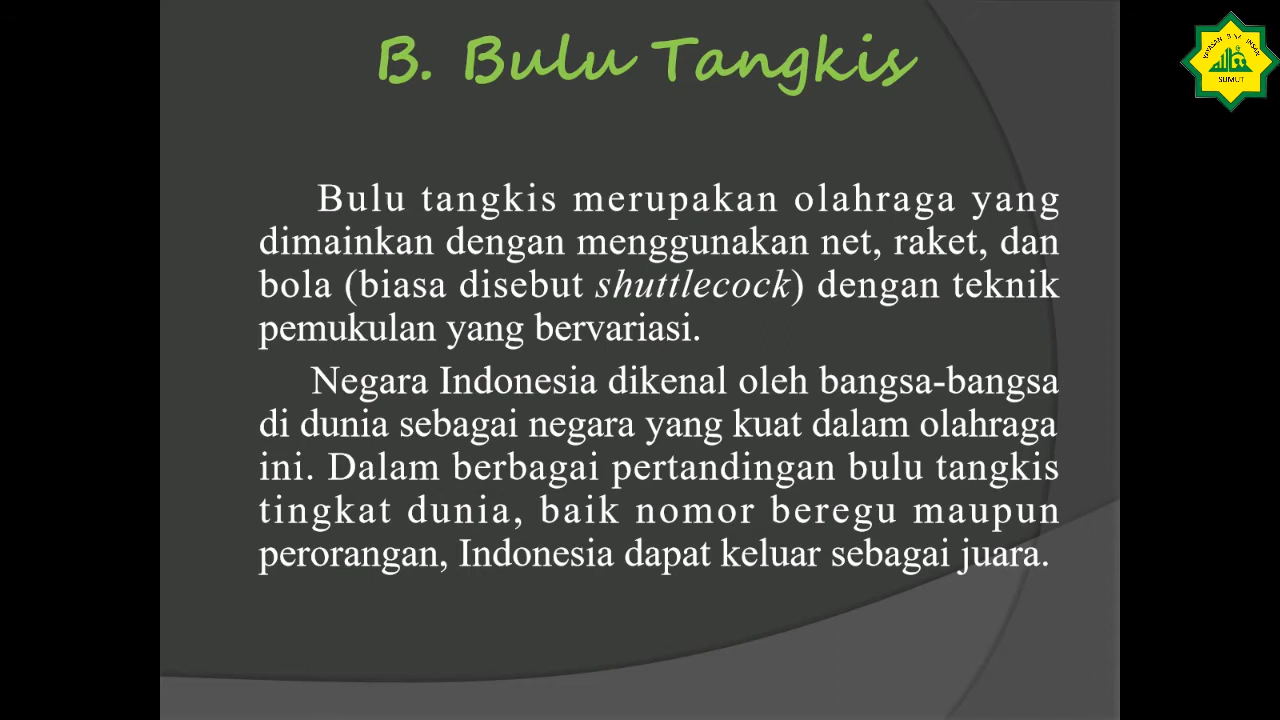 B. Bulu Tangkis
Bulu tangkis merupakan olahraga yang
dimainkan dengan menggunakan net, raket, dan
bola (biasa disebut shuttlecock) dengan teknik
pemukulan yang bervariasi.
Negara Indonesia dikenal oleh bangsa-bangsa
di dunia sebagai negara yang kuat dalam olahraga
ini. Dalam berbagai pertandingan bulu tangkis
tingkat dunia, baik nomor beregu maupun
perorangan, Indonesia dapat keluar sebagai juara.
YAYASAN
SUMUT